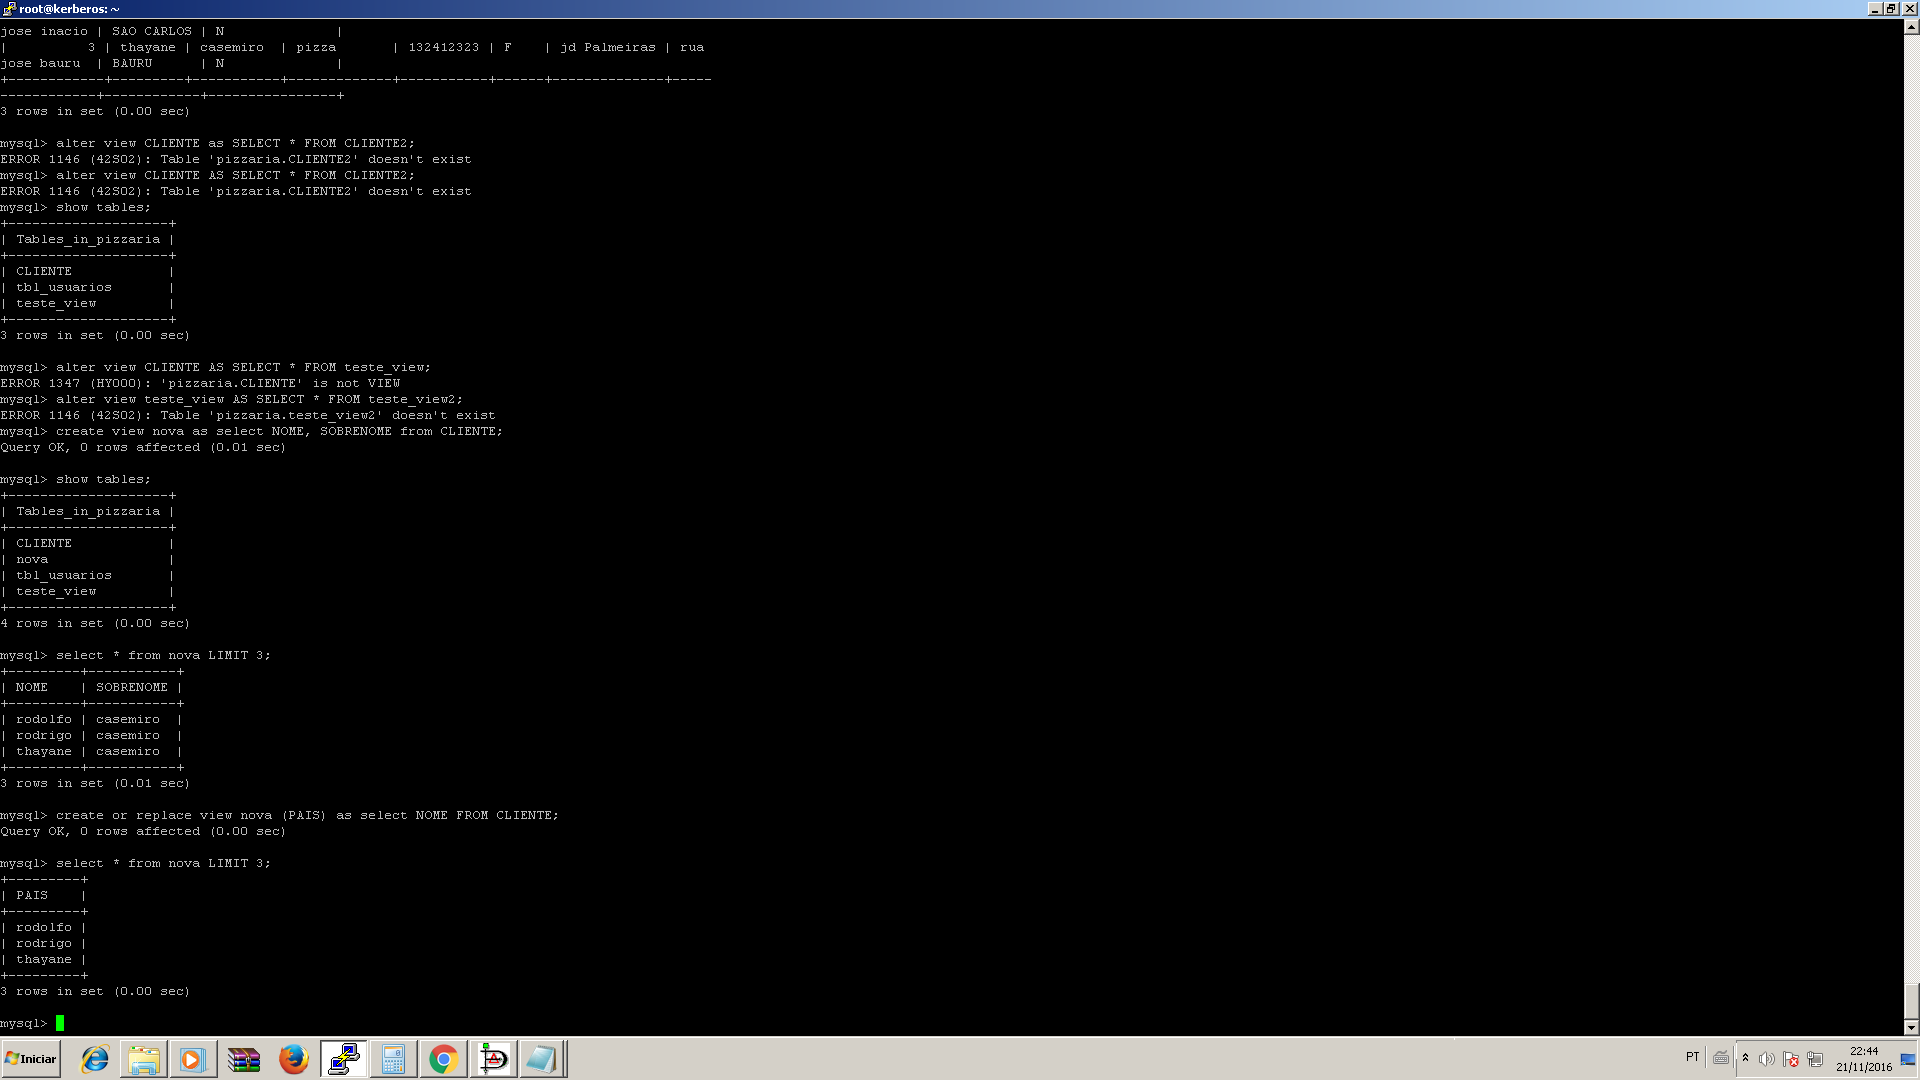 root@kerberos: ~
jose inacio | SAO CARLOS | N              |
|          3 | thayane | casemiro  | pizza       | 132412323 | F    | jd Palmeiras | rua
jose bauru  | BAURU      | N              |
+------------+---------+-----------+-------------+-----------+------+--------------+-----
------------+------------+----------------+
3 rows in set (0.00 sec)
mysql> alter view CLIENTE as SELECT * FROM CLIENTE2;
ERROR 1146 (42S02): Table 'pizzaria.CLIENTE2' doesn't exist
mysql> alter view CLIENTE AS SELECT * FROM CLIENTE2;
ERROR 1146 (42S02): Table 'pizzaria.CLIENTE2' doesn't exist
mysql> show tables;
+--------------------+
| Tables_in_pizzaria |
+--------------------+
| CLIENTE            |
| tbl_usuarios       |
| teste_view         |
+--------------------+
3 rows in set (0.00 sec)
mysql> alter view CLIENTE AS SELECT * FROM teste_view;
ERROR 1347 (HY000): 'pizzaria.CLIENTE' is not VIEW
mysql> alter view teste_view AS SELECT * FROM teste_view2;
ERROR 1146 (42S02): Table 'pizzaria.teste_view2' doesn't exist
mysql> create view nova as select NOME, SOBRENOME from CLIENTE;
Query OK, 0 rows affected (0.01 sec)
mysql> show tables;
+--------------------+
| Tables_in_pizzaria |
+--------------------+
| CLIENTE            |
| nova               |
| tbl_usuarios       |
| teste_view         |
+--------------------+
4 rows in set (0.00 sec)
mysql> select * from nova LIMIT 3;
+---------+-----------+
| NOME    | SOBRENOME |
+---------+-----------+
| rodolfo | casemiro  |
| rodrigo | casemiro  |
| thayane | casemiro  |
+---------+-----------+
3 rows in set (0.01 sec)
mysql> create or replace view nova (PAIS) as select NOME FROM CLIENTE;
Query OK, 0 rows affected (0.00 sec)
mysql> select * from nova LIMIT 3;
+---------+
| PAIS    |
+---------+
| rodolfo |
| rodrigo |
| thayane |
+---------+
3 rows in set (0.00 sec)
mysql>
Iniciar
PT
22:44
21/11/2016